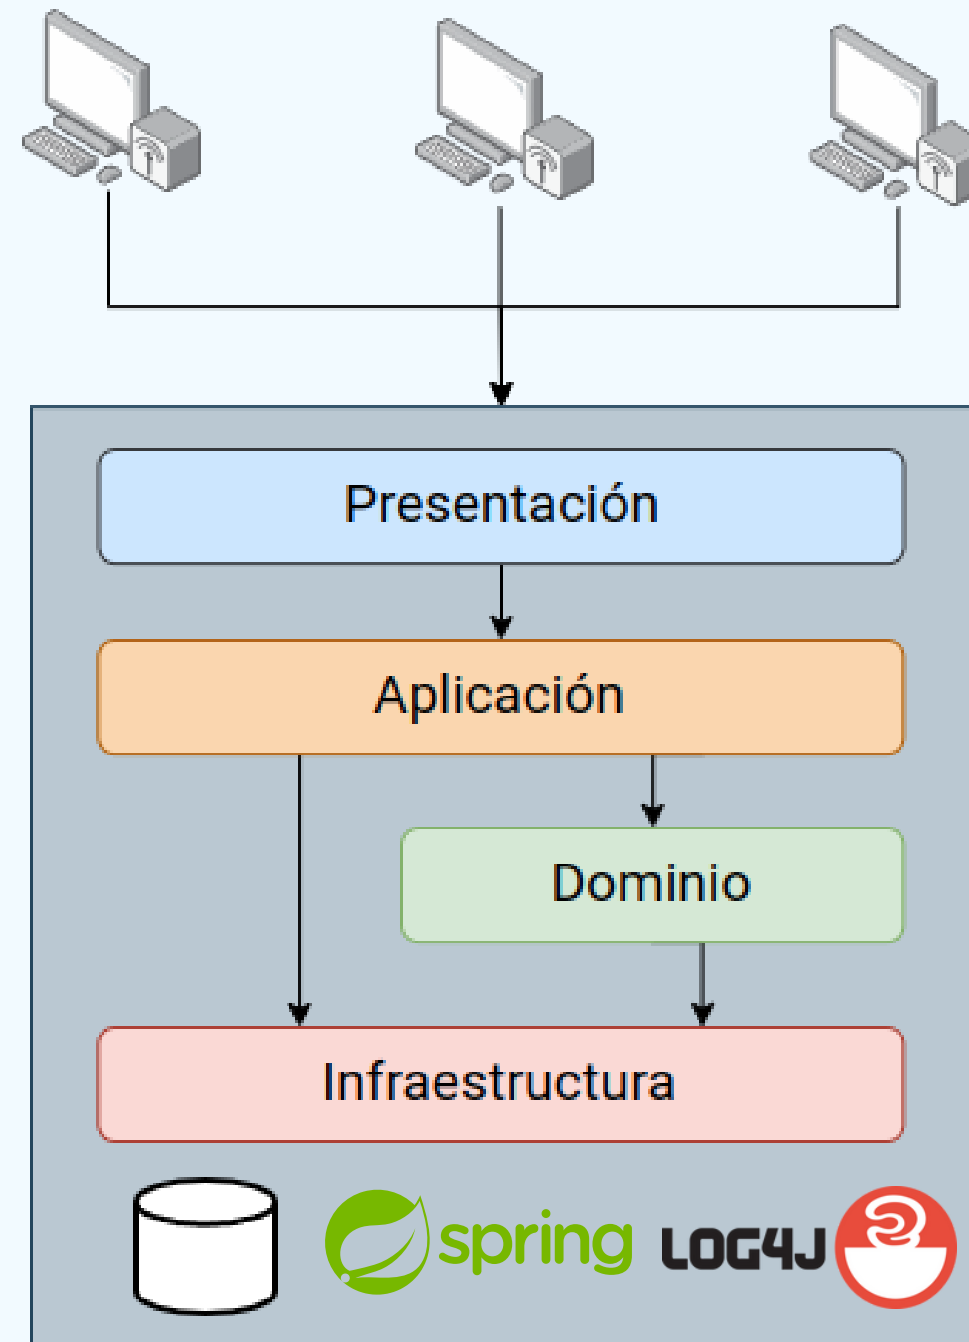 Presentación
Aplicación
Dominio
Infraestructura
spring
LOG4J